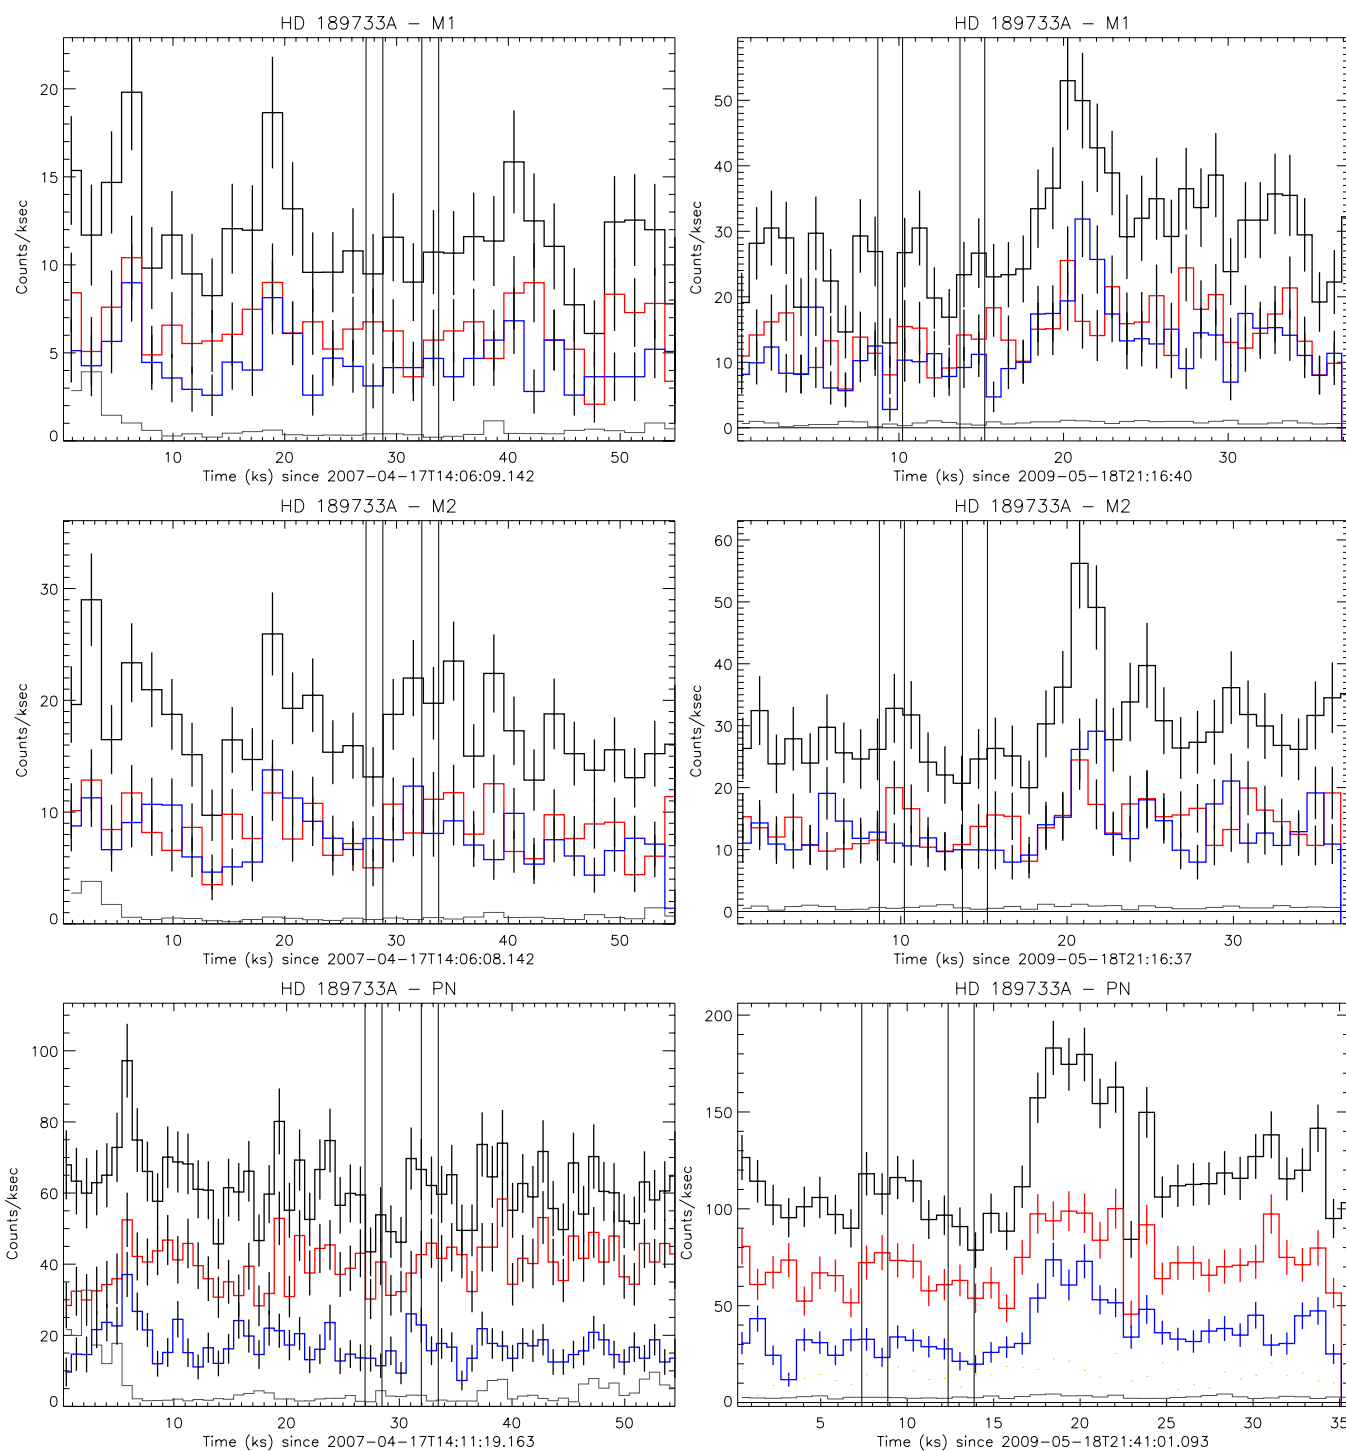 HD 189733A – M1
20
15
10
5
0
Counts/ksec
10 20 30 40 50
Time (ks) since 2007–04–17T14:06:09.142
HD 189733A – M1
50
40
30
20
10
0
Counts/ksec
10 20 30
Time (ks) since 2009–05–18T21:16:40
HD 189733A – M2
30
20
10
0
Counts/ksec
10 20 30 40 50
Time (ks) since 2007–04–17T14:06:08.142
HD 189733A – M2
60
50
40
30
20
10
0
Counts/ksec
10 20 30
Time (ks) since 2009–05–18T21:16:37
HD 189733A – PN
100
80
60
40
20
0
Counts/ksec
10 20 30 40 50
Time (ks) since 2007–04–17T14:11:19.163
HD 189733A – PN
200
150
100
50
0
Counts/ksec
5 10 15 20 25 30 35
Time (ks) since 2009–05–18T21:41:01.093